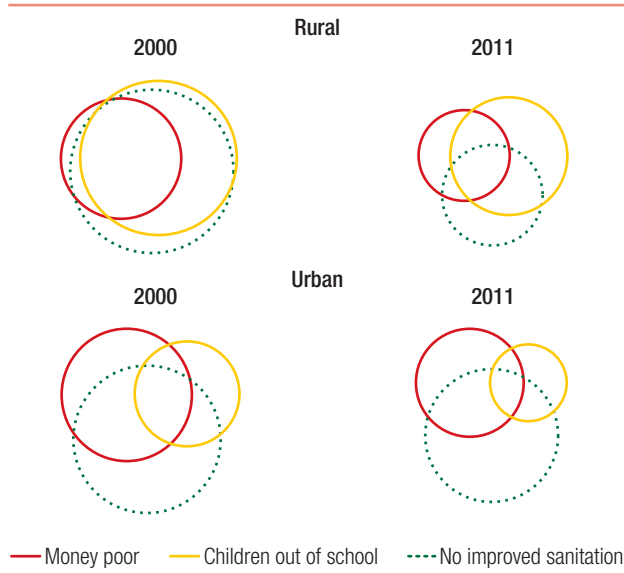 Rural
2000 2011
Urban
2000 2011
Money poor Children out of school No improved sanitation